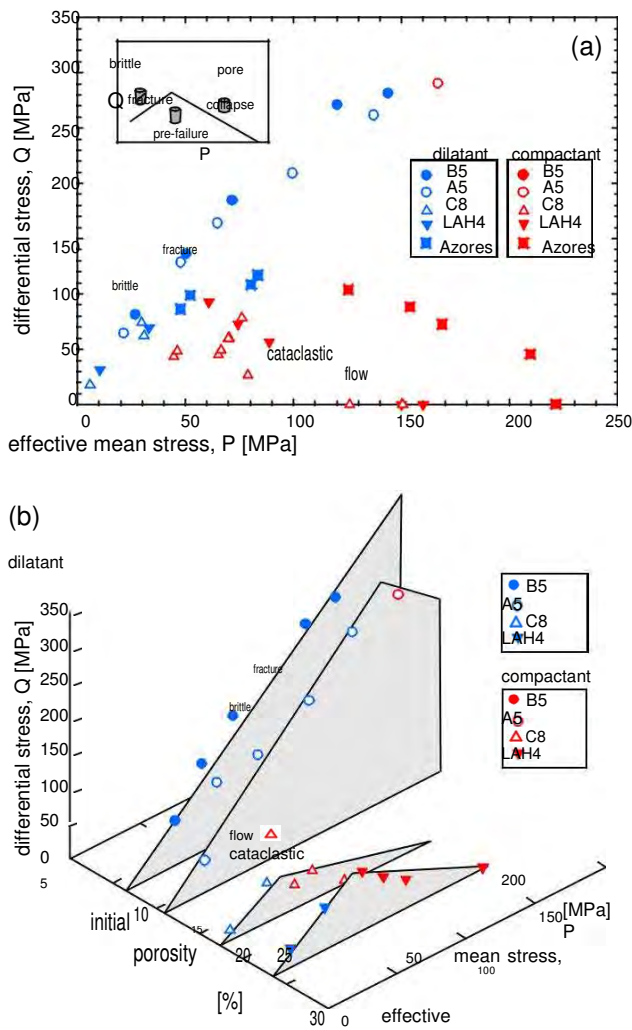 350
(a)
300
brittle
pore
Q
fracture
collapse
250
pre-failure
P
dilatant
compactant
200
B5
B5
A5
A5
C8
C8
150
fracture
LAH4
LAH4
Azores
Azores
brittle
100
50
cataclastic
flow
0
differential stress, Q [MPa]
0
50
100
150
200
250
effective mean stress, P [MPa]
(b)
dilatant
B5
A5
350
C8
LAH4
300
fracture
compactant
250
B5
brittle
A5
200
C8
LAH4
150
100
50
flow
0
cataclastic
differential stress, Q [MPa]
5
200
initial
10
15
150
[MPa]
P
porosity
20
25
50
mean stress,
100
[%]
30
0
effective